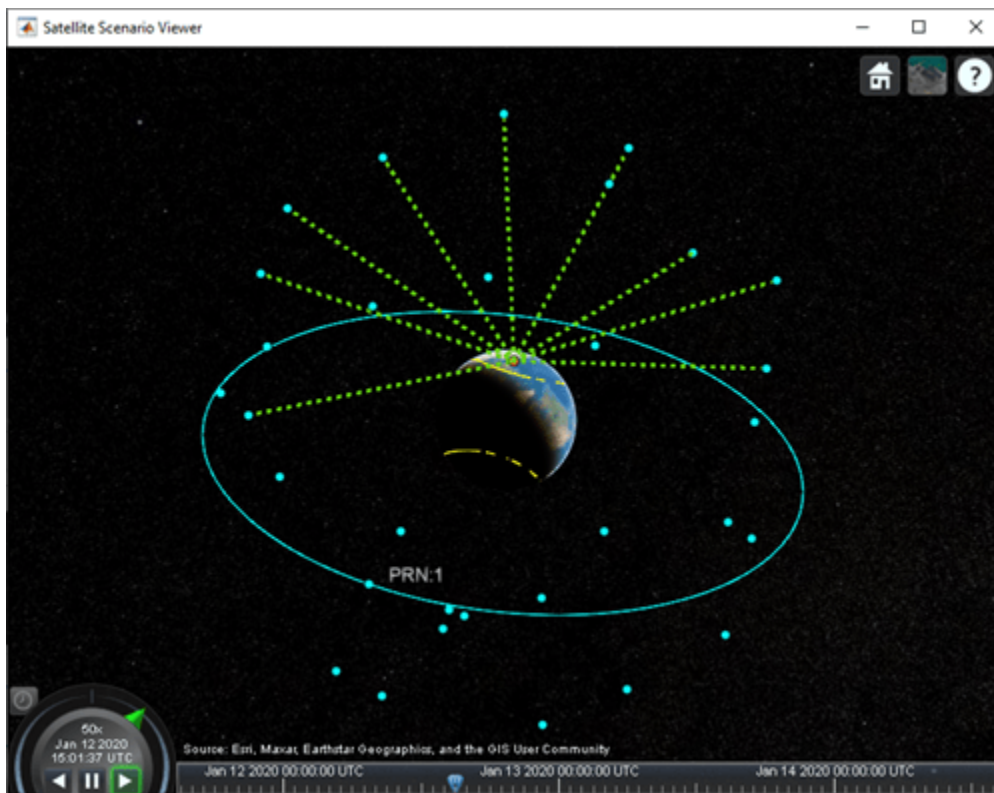 Satellite Scenario Viewer
?
PRN:1
60x
Jan 12 2020
15:01:37 UTC
Source: Esri, Maxar, Earthstar Geographics, and the GIS User Community
Jan 12 2020 00:00:00 UTC
Jan 13 2020 00:00:00 UTC
Jan 14 2020 00:00:00 UTC